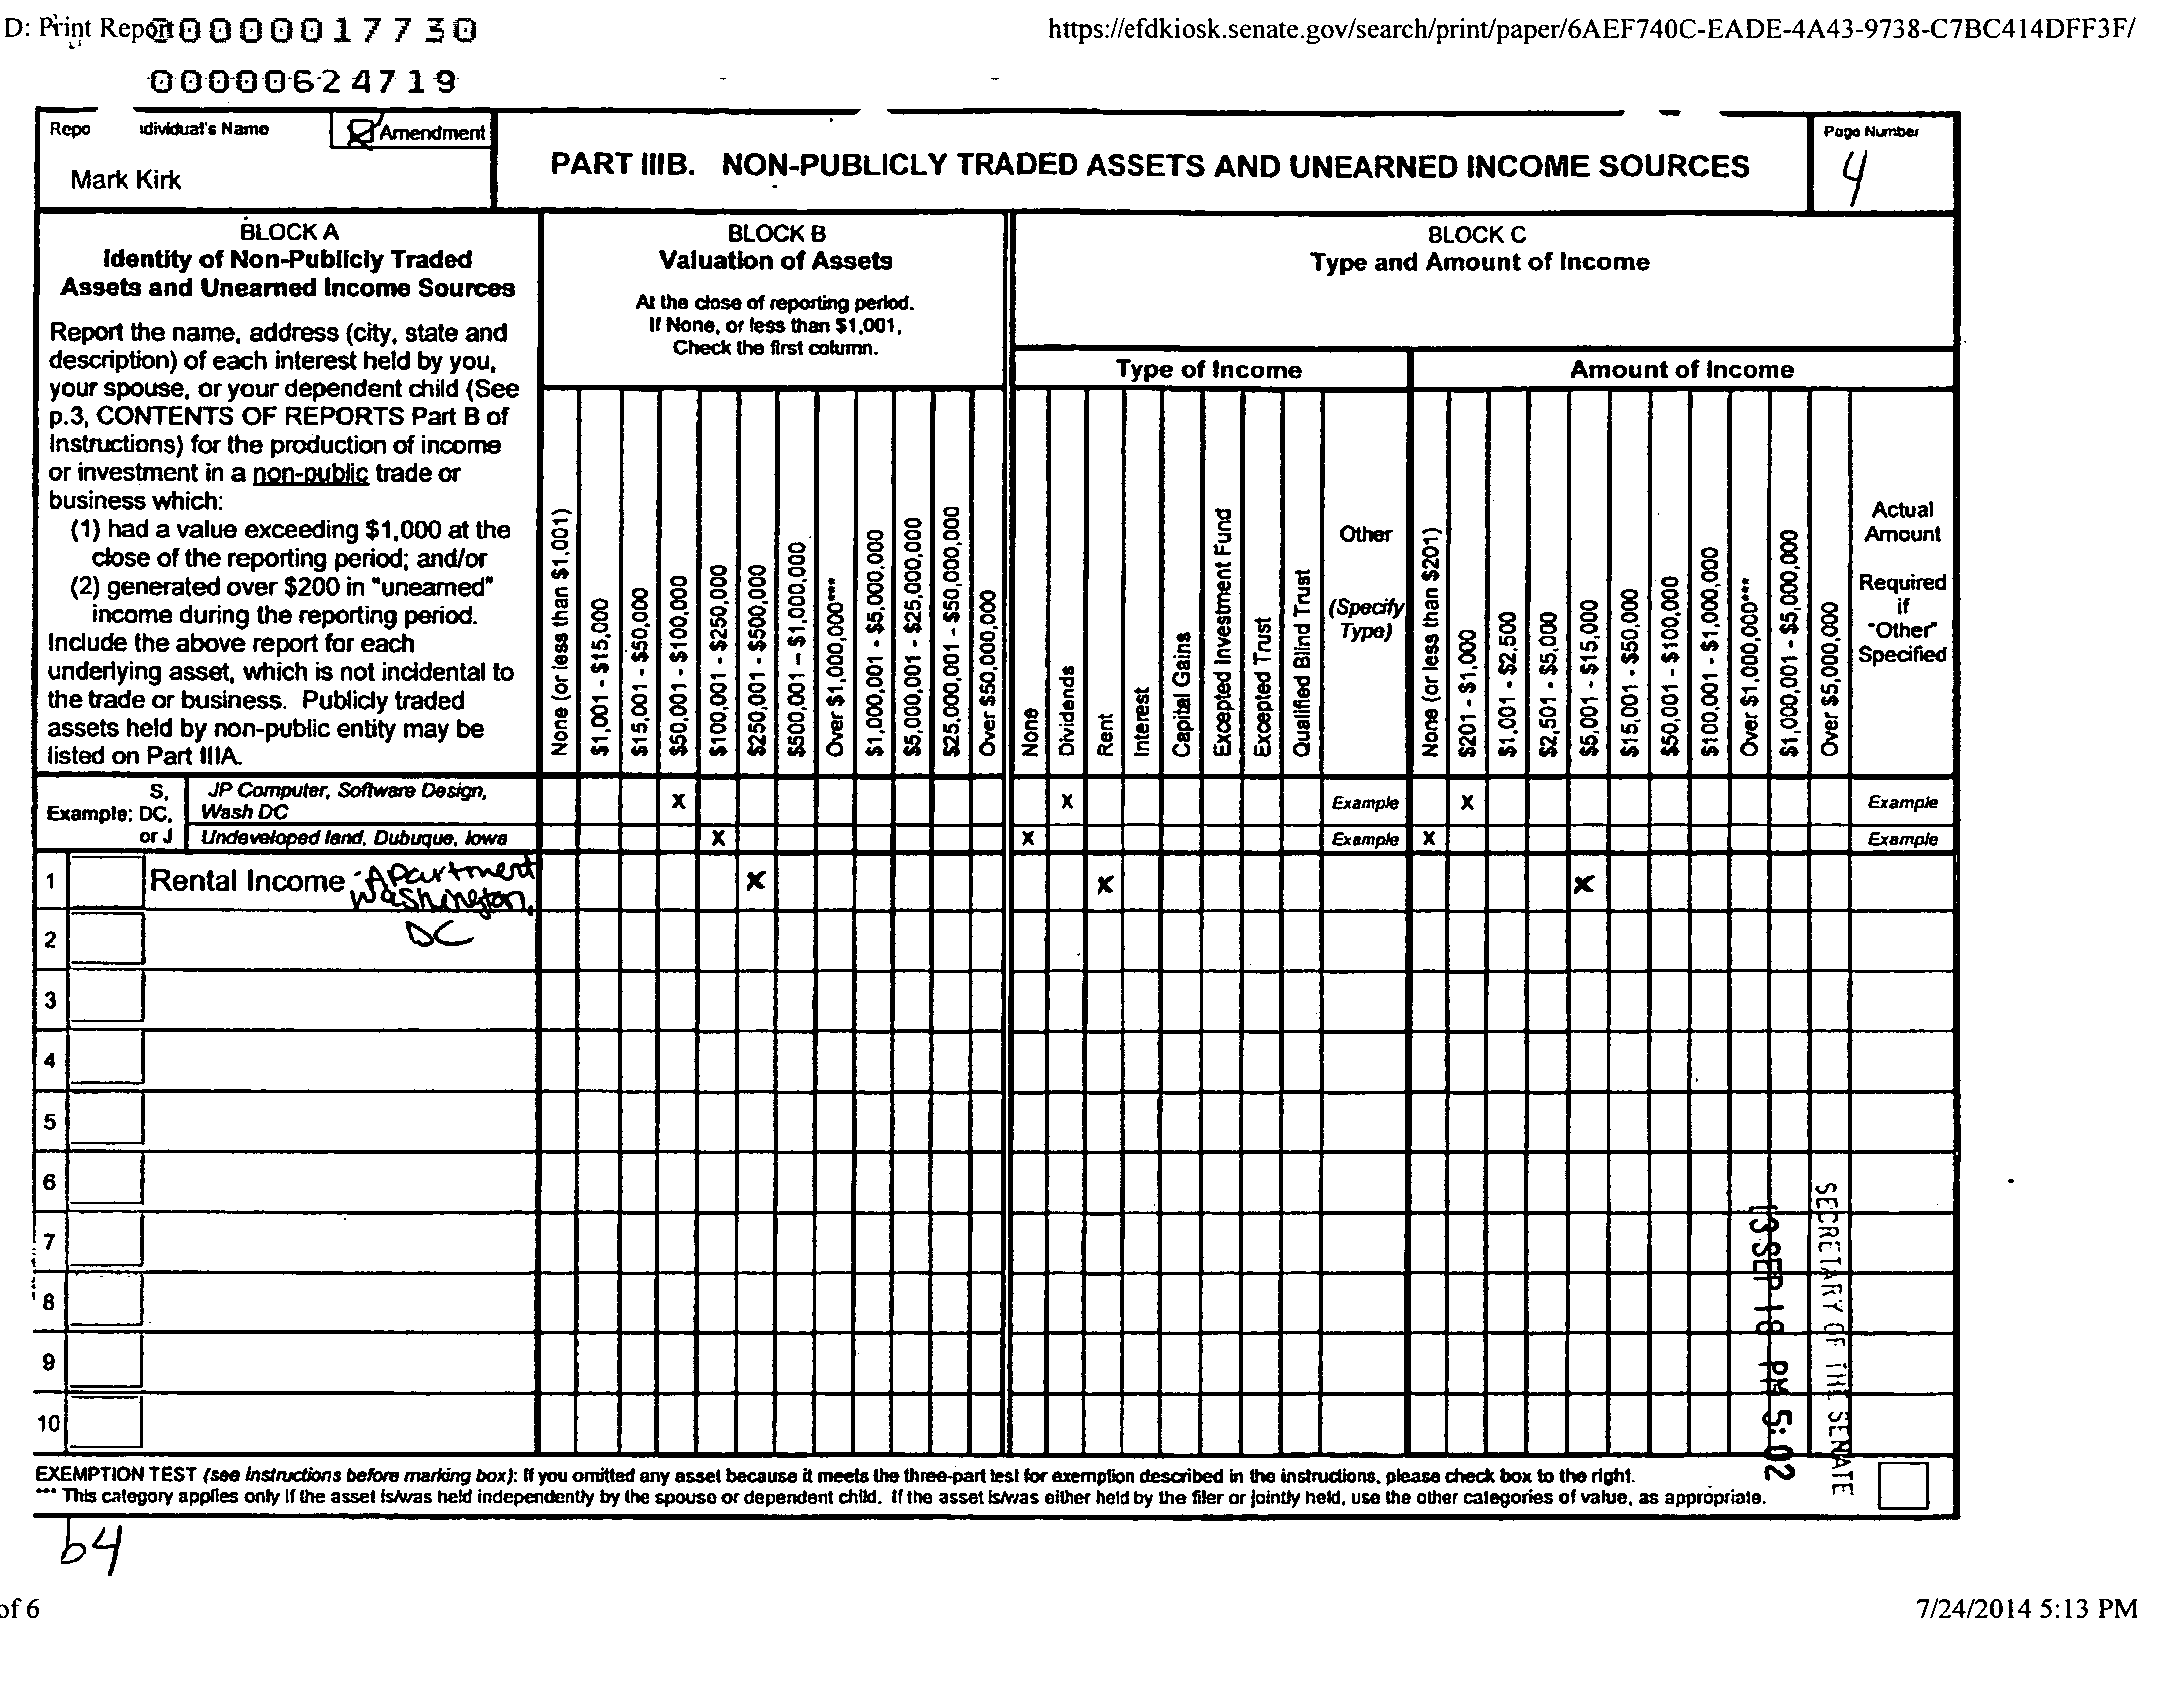 D: Print Report 0000017730
https://efdkiosk.senate.gov/search/print/paper/6AEF740C-EADE-4A43-9738-C7BC414DFF3F/
00000624719
Repo dividual's Name
Amendment
Mark Kirk
PART IIIB. NON-PUBLICLY TRADED ASSETS AND UNEARNED INCOME SOURCES
Page Number
4
BLOCK A
Identity of Non-Publicly Traded
Assets and Unearned Income Sources
Report the name, address (city, state and
description) of each interest held by you,
your spouse, or your dependent child (See
p.3, CONTENTS OF REPORTS Part B of
Instructions) for the production of income
or investment in a non-public trade or
business which:
(1) had a value exceeding $1,000 at the
close of the reporting period; and/or
(2) generated over $200 in "unearned"
income during the reporting period.
Include the above report for each
underlying asset, which is not incidental to
the trade or business. Publicly traded
assets held by non-public entity may be
listed on Part IIIA.
BLOCK B
Valuation of Assets
At the close of reporting period.
If None, or less than $1,001,
Check the first column.
None (or less than $1,001)
$1,001 - $15,000
$15,001 - $50,000
$50,001 - $100,000
$100,001 - $250,000
$250,001 - $500,000
$500,001 - $1,000,000
Over $1,000,000***
$1,000,001 - $5,000,000
$5,000,001 - $25,000,000
$25,000,001 - $50,000,000
Over $50,000,000
BLOCK C
Type and Amount of Income
Type of Income
None
Dividends
Rent
Interest
Capital Gains
Excepted Investment Fund
Excepted Trust
Qualified Blind Trust
Other
(Specify
Type)
Amount of Income
None (or less than $201)
$201 - $1,000
$1,001 - $2,500
$2,501 - $5,000
$5,001 - $15,000
$15,001 - $50,000
$50,001 - $100,000
$100,001 - $1,000,000
Over $1,000,000***
$1,000,001 - $5,000,000
Over $5,000,000
Actual
Amount
Required
if
"Other"
Specified
Example:
S,
DC,
or J
JP Computer, Software Design,
Wash DC
X X Example X Example
Undeveloped land, Dubuque, Iowa X X Example X Example
1 Rental Income - Apartment X X X
Washington,
DC
2
3
4
5
6
7
8
9
10
SECRETARY OF THE SENATE
13 SEP 18 PM 5:02
EXEMPTION TEST (see instructions before marking box): If you omitted any asset because it meets the three-part test for exemption described in the instructions, please check box to the right.
*** This category applies only if the asset is/was held independently by the spouse or dependent child. If the asset is/was either held by the filer or jointly held, use the other categories of value, as appropriate.
b4
of 6
7/24/2014 5:13 PM